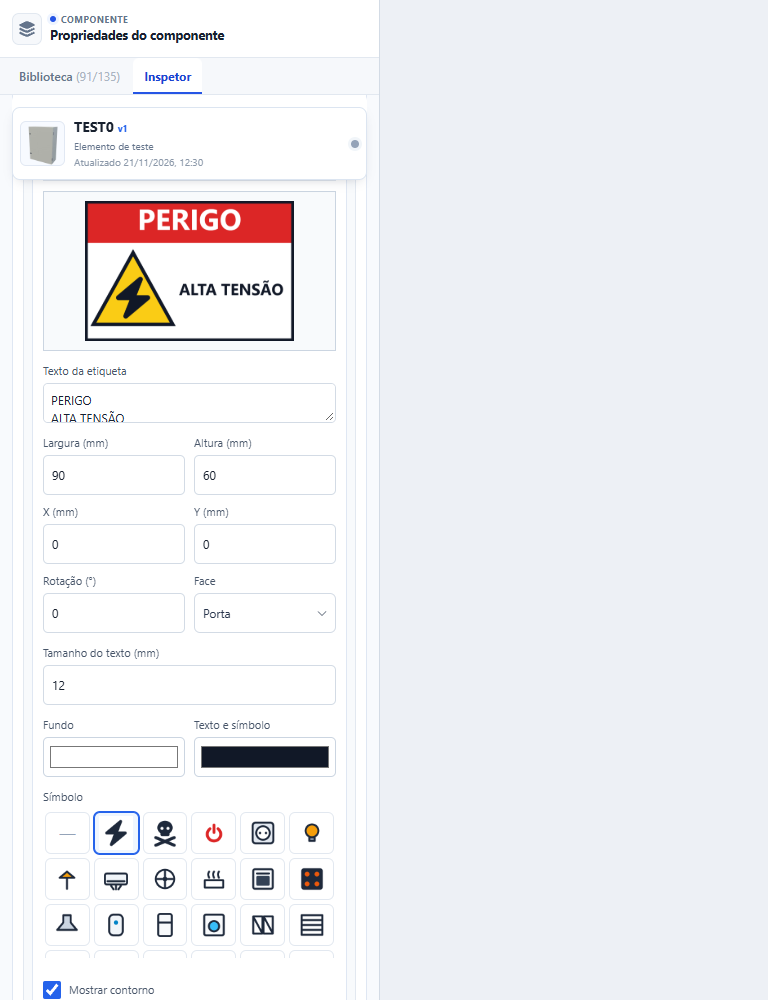 COMPONENTE
Propriedades do componente
Biblioteca (91/135)
Inspetor
TEST0 v1
Elemento de teste
Atualizado 21/11/2026, 12:30
PERIGO
ALTA TENSÃO
Texto da etiqueta
PERIGO
ALTA TENSÃO
Largura (mm)
Altura (mm)
90
60
X (mm)
Y (mm)
0
0
Rotação (°)
Face
0
Porta
Tamanho do texto (mm)
12
Fundo
Texto e símbolo
Símbolo
Mostrar contorno